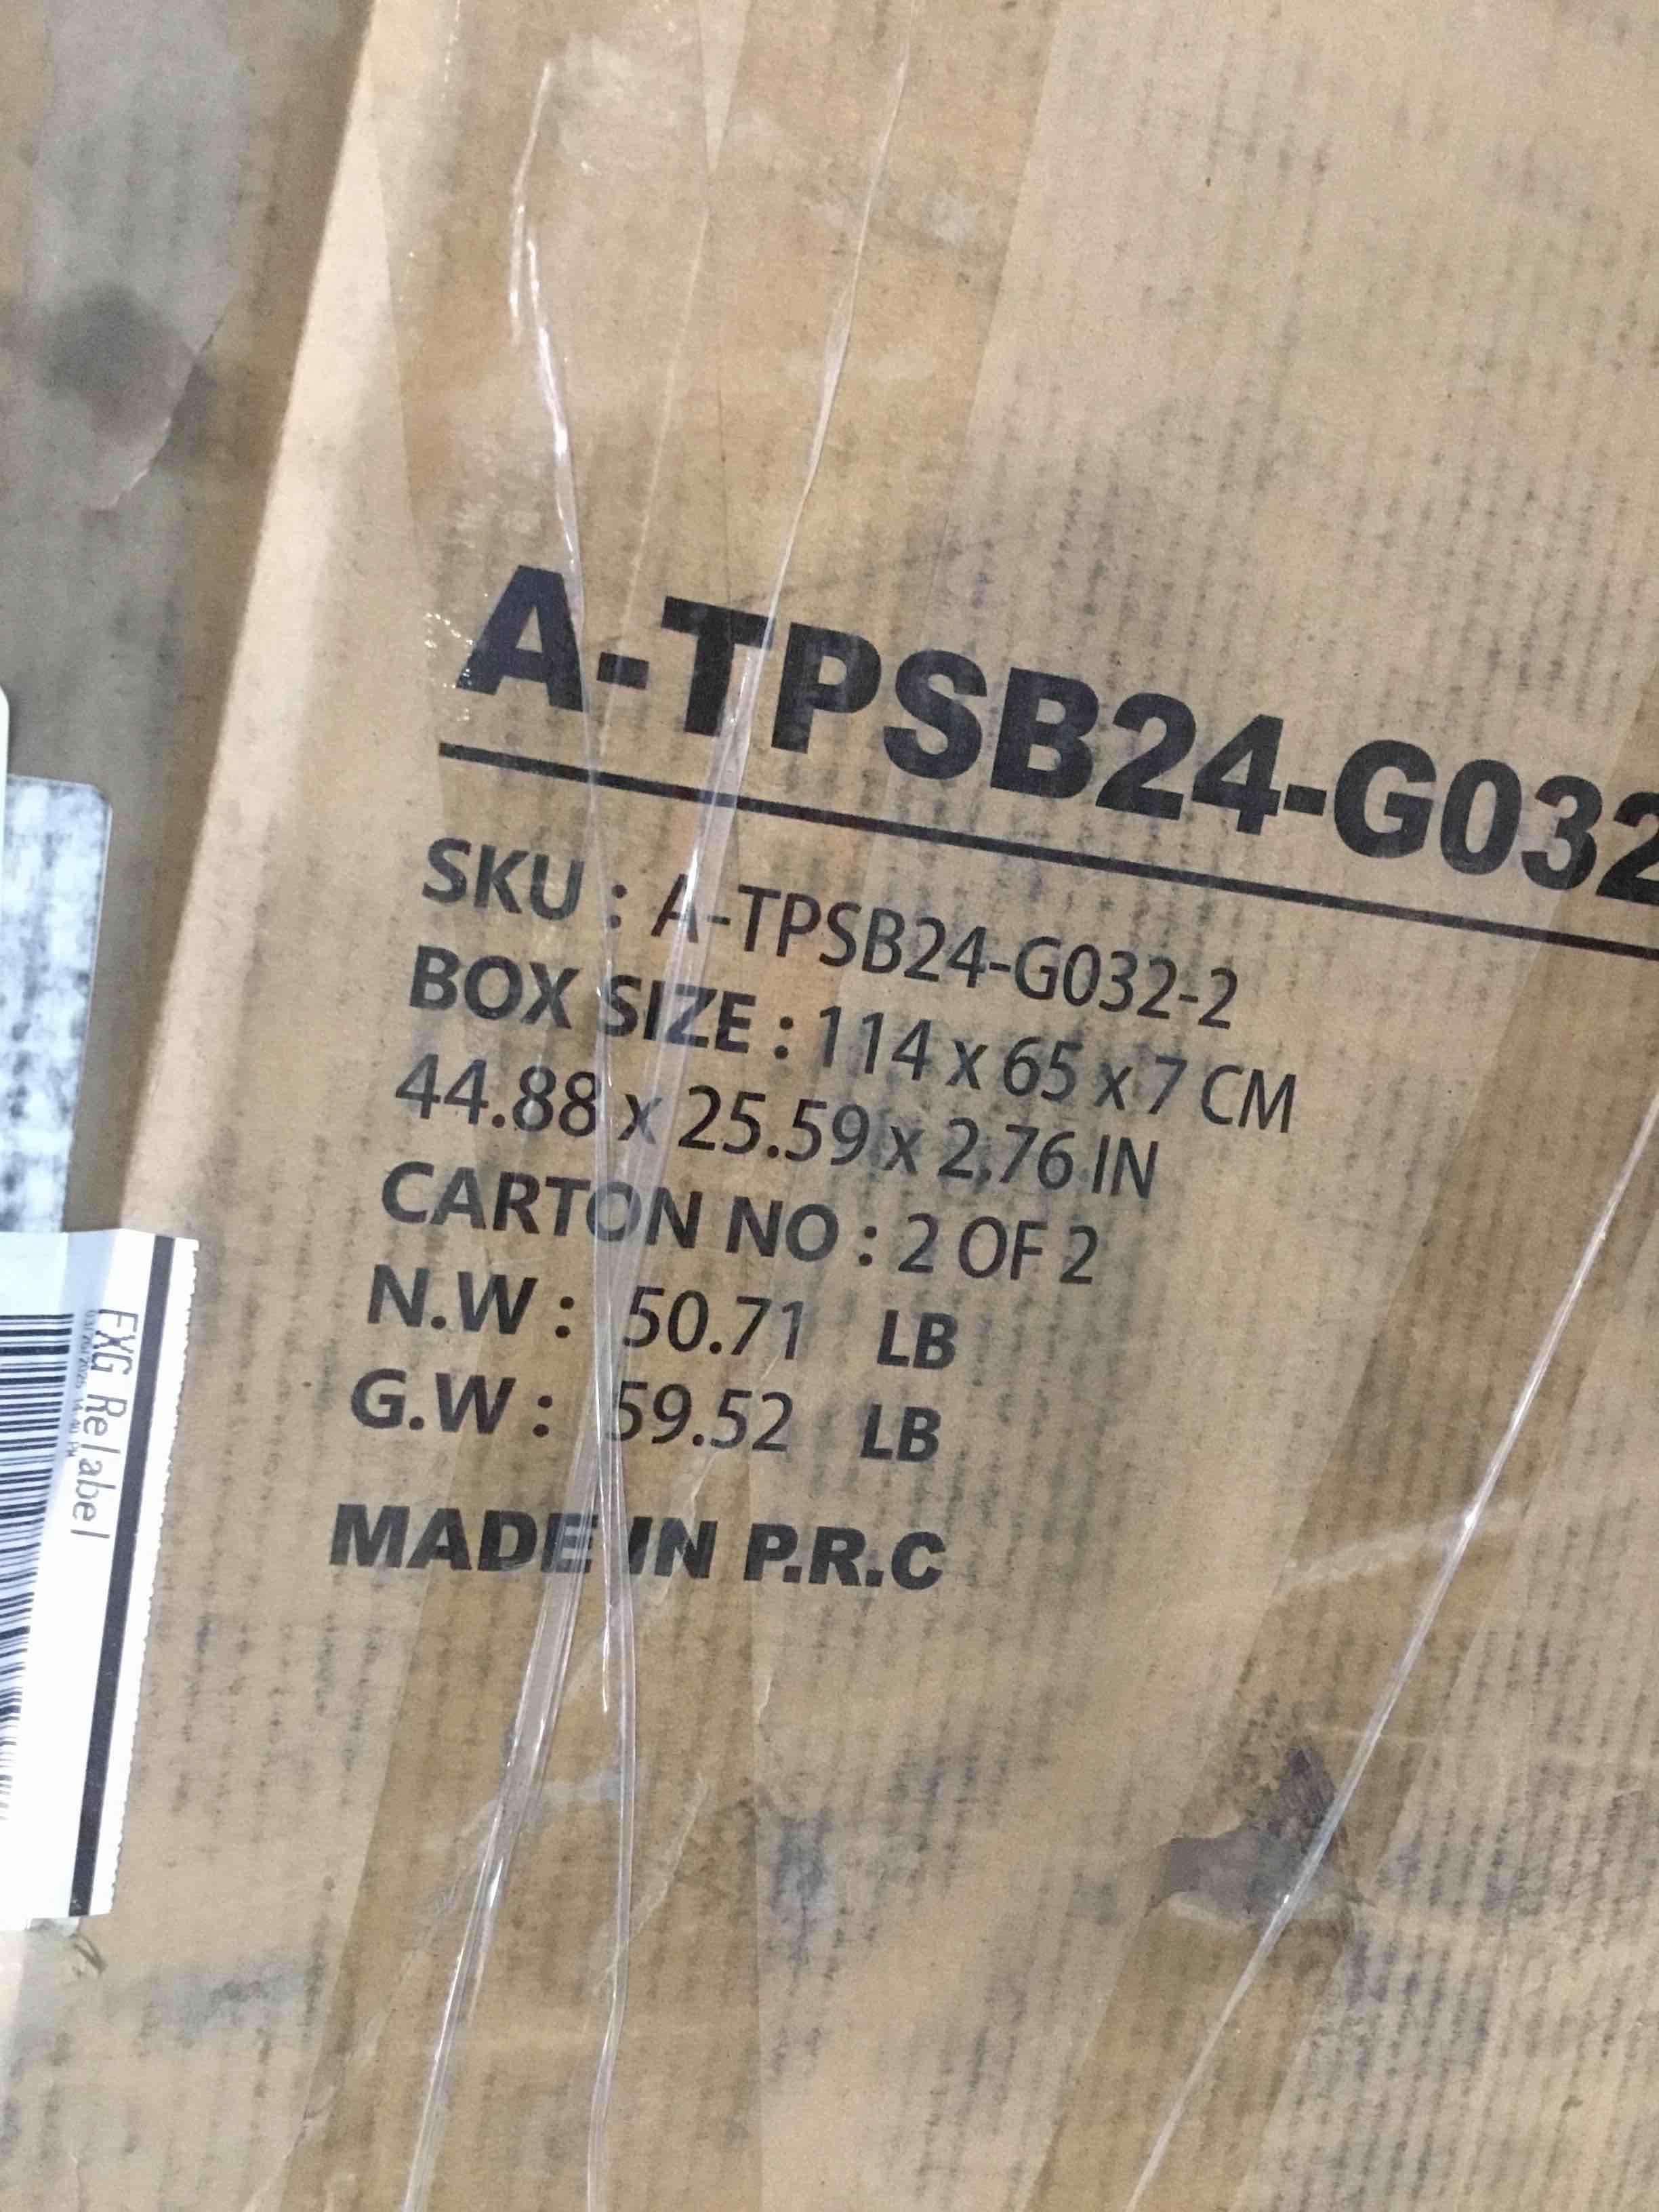 A-TPSB24-G032
SKU : A-TPSB24-G032-2
BOX SIZE : 114 x 65 x 7 CM
44.88 x 25.59 x 2.76 IN
CARTON NO : 2 OF 2
N.W : 50.71 LB
G.W : 59.52 LB
MADE IN P.R.C
FXG Relabel